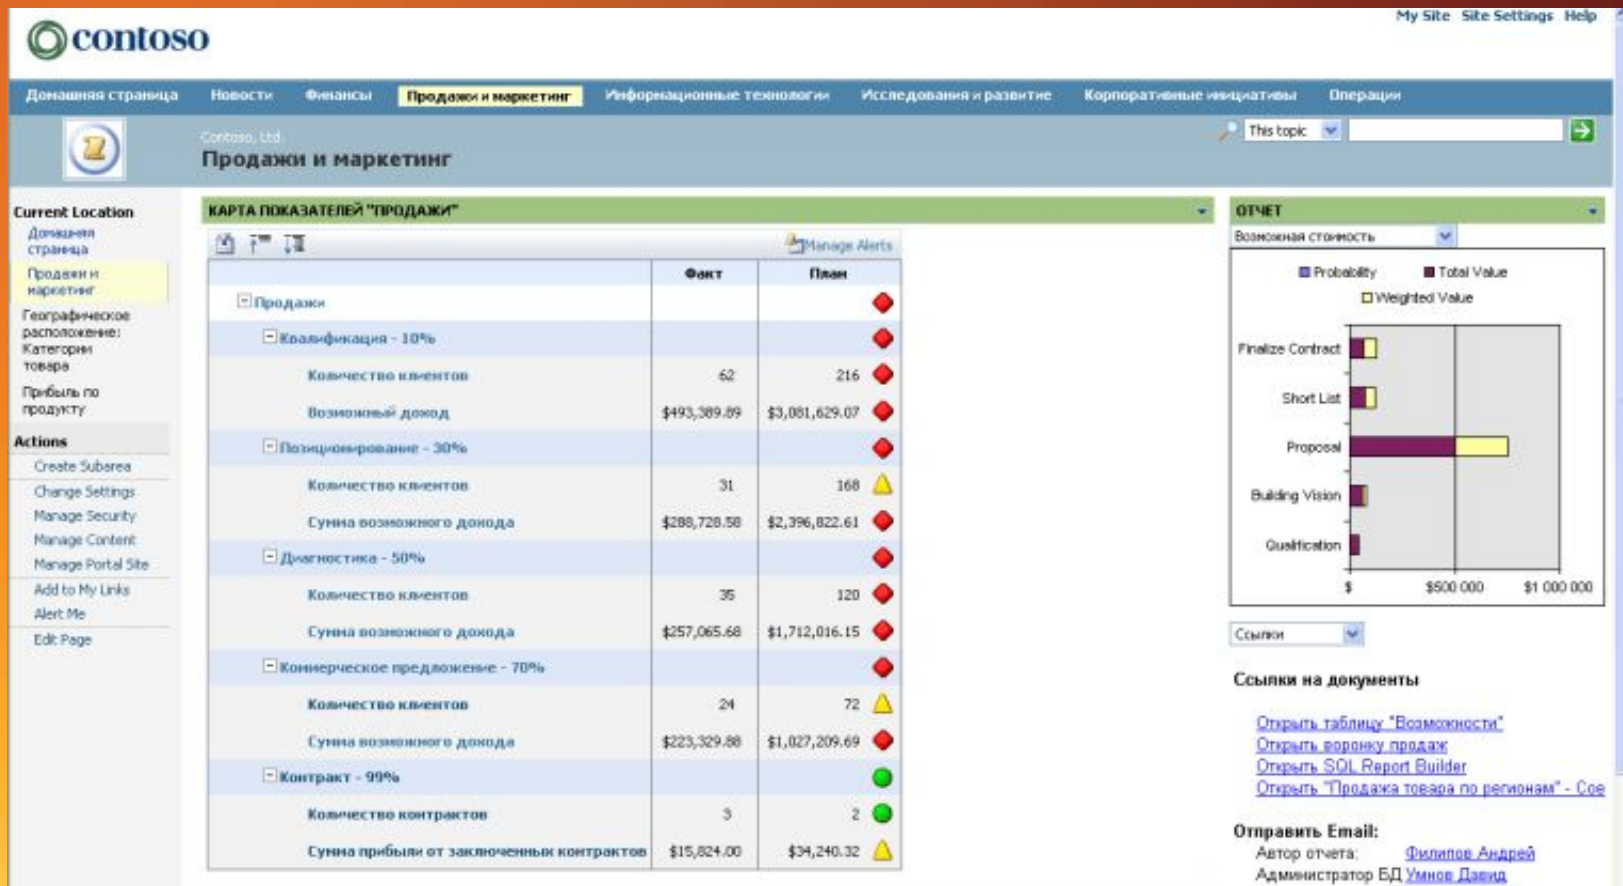 My Site Site Settings Help
contoso
Домашняя страница Новости Финансы Продажи и маркетинг Информационные технологии Исследования и развитие Корпоративные инициативы Операции
Contoso, Ltd.
Продажи и маркетинг
This topic
Current Location
Домашняя
страница
Продажи и
маркетинг
Географическое
расположение:
Категории
товара
Прибыль по
продукту
Actions
Create Subarea
Change Settings
Manage Security
Manage Content
Manage Portal Site
Add to My Links
Alert Me
Edit Page
КАРТА ПОКАЗАТЕЛЕЙ "ПРОДАЖИ"
Manage Alerts
Факт План
Продажи
Квалификация - 10%
Количество клиентов 62 216
Возможный доход $493,389.89 $3,081,629.07
Позиционирование - 30%
Количество клиентов 31 168
Сумма возможного дохода $288,728.58 $2,396,822.61
Диагностика - 50%
Количество клиентов 35 120
Сумма возможного дохода $257,065.68 $1,712,016.15
Коммерческое предложение - 70%
Количество клиентов 24 72
Сумма возможного дохода $223,329.88 $1,027,209.69
Контракт - 99%
Количество контрактов 3 2
Сумма прибыли от заключенных контрактов $15,824.00 $34,240.32
ОТЧЕТ
Возможная стоимость
Probability Total Value
Weighted Value
Finalize Contract
Short List
Proposal
Building Vision
Qualification
$ $500 000 $1 000 000
Ссылки
Ссылки на документы
Открыть таблицу "Возможности"
Открыть воронку продаж
Открыть SQL Report Builder
Открыть "Продажа товара по регионам" - Сое
Отправить Email:
Автор отчета: Филипов Андрей
Администратор БД Умнов Давид